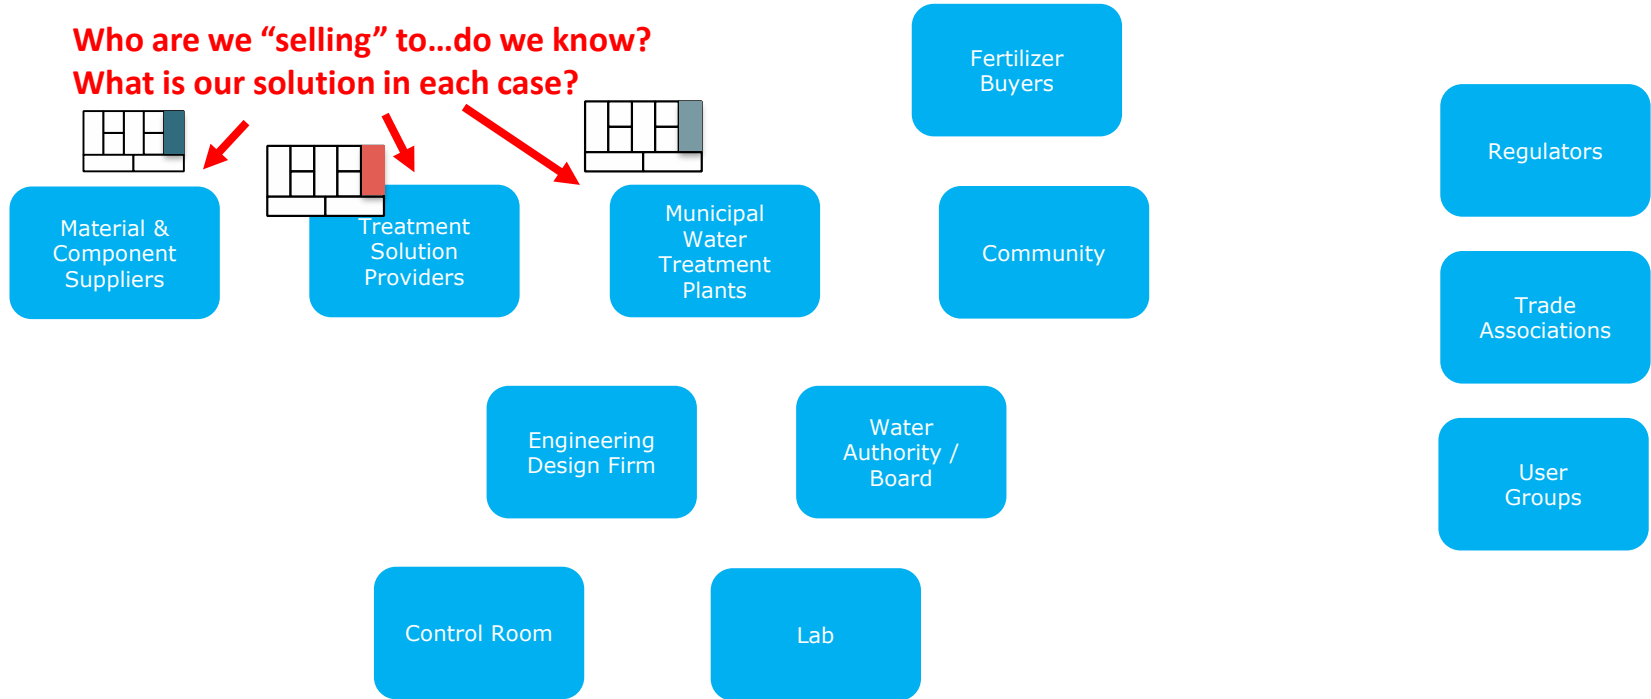 Who are we “selling” to…do we know?
What is our solution in each case?
Fertilizer
Buyers
Regulators
Material &
Component
Suppliers
Treatment
Solution
Providers
Municipal
Water
Treatment
Plants
Community
Trade
Associations
Engineering
Design Firm
Water
Authority /
Board
User
Groups
Control Room
Lab